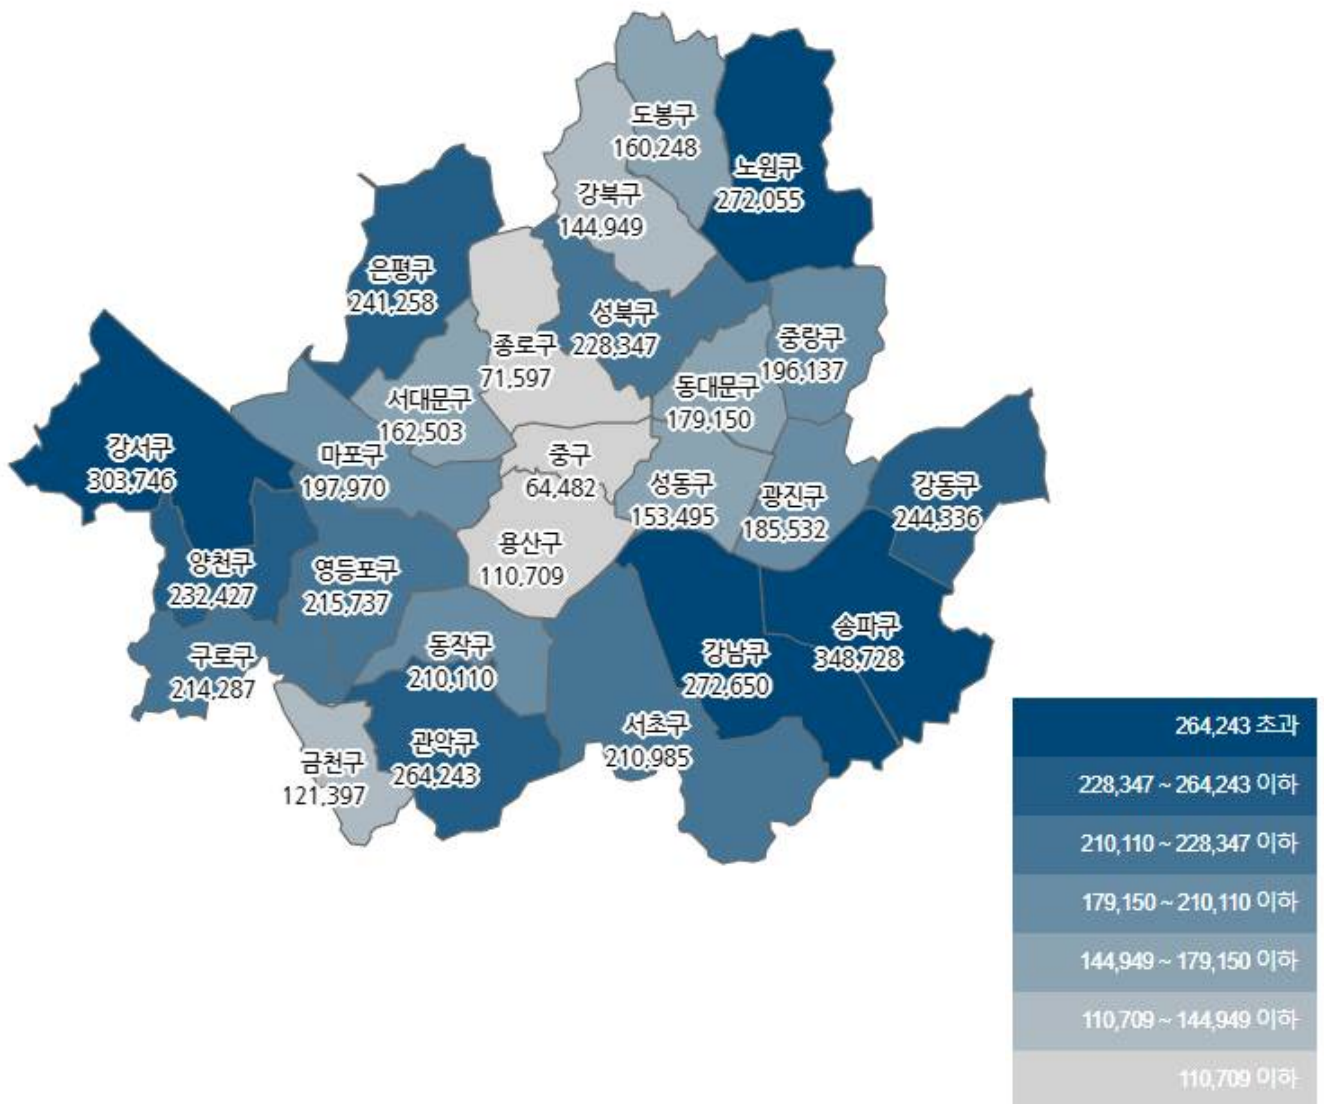 도봉구
160,248
노원구
272,055
강북구
144,949
은평구
241,258
성북구
228,347
종로구
71,597
중랑구
196,137
동대문구
179,150
서대문구
162,503
강서구
303,746
마포구
197,970
중구
64,482
성동구
153,495
광진구
185,532
강동구
244,336
용산구
110,709
양천구
232,427
영등포구
215,737
구로구
214,287
동작구
210,110
강남구
272,650
송파구
348,728
서초구
210,985
관악구
264,243
금천구
121,397
264,243 초과
228,347 ~ 264,243 이하
210,110 ~ 228,347 이하
179,150 ~ 210,110 이하
144,949 ~ 179,150 이하
110,709 ~ 144,949 이하
110,709 이하